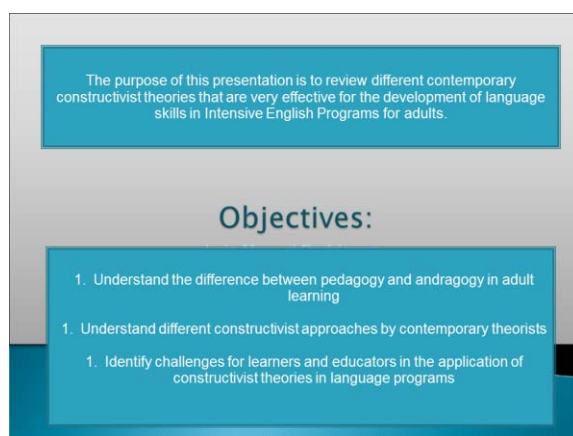 The purpose of this presentation is to review different contemporary
constructivist theories that are very effective for the development of language
skills in Intensive English Programs for adults.
Objectives:
1. Understand the difference between pedagogy and andragogy in adult
learning
1. Understand different constructivist approaches by contemporary theorists
1. Identify challenges for learners and educators in the application of
constructivist theories in language programs